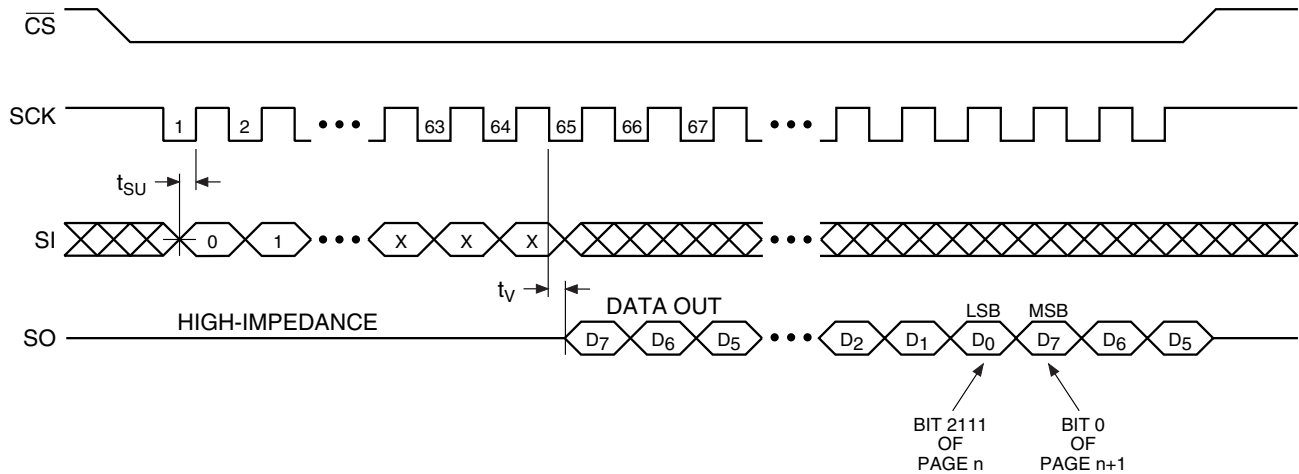 CS
SCK 1 2 ••• 63 64 65 66 67 •••
tSU
SI 0 1 ••• X X X •••
tV
DATA OUT
HIGH-IMPEDANCE
LSB MSB
SO D7 D6 D5 ••• D2 D1 D0 D7 D6 D5
BIT 2111
OF
PAGE n
BIT 0
OF
PAGE n+1